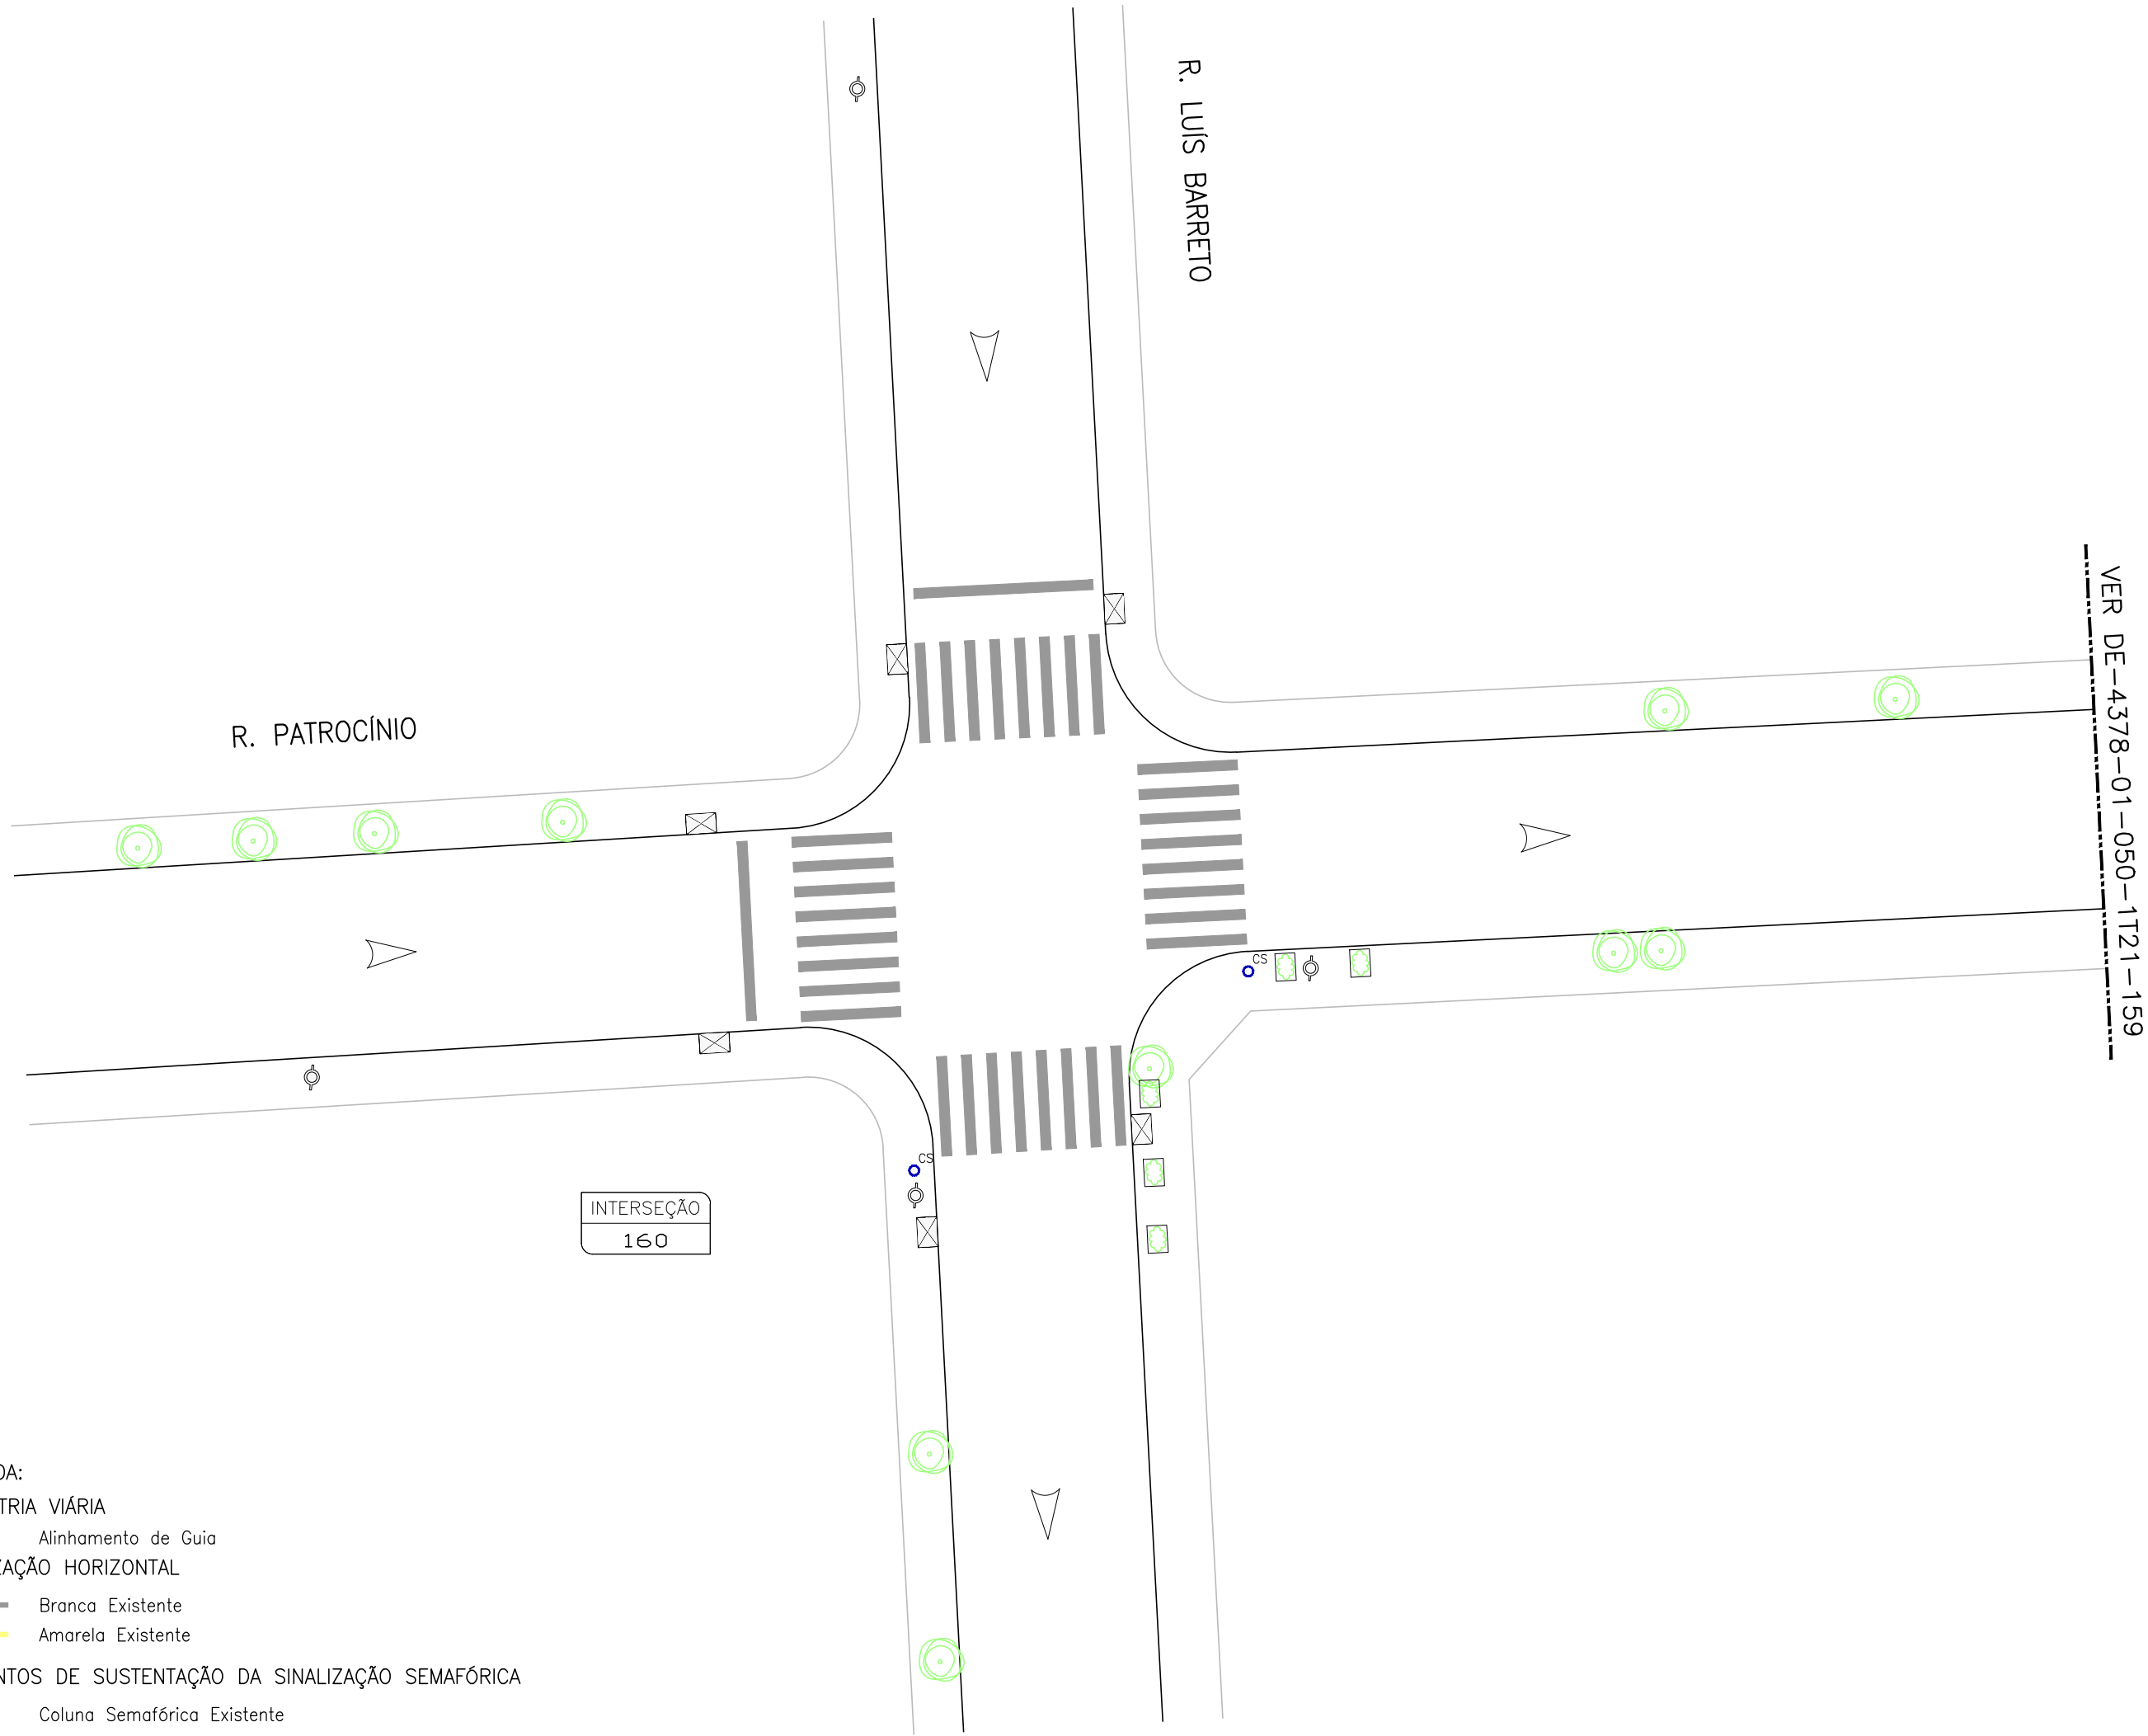 R. LUÍS BARRETO
R. PATROCÍNIO
VER DE-4378-01-050-1T21-159
CS
CS
INTERSEÇÃO
160
DA:
TRIA VIÁRIA
Alinhamento de Guia
ZAÇÃO HORIZONTAL
Branca Existente
Amarela Existente
NTOS DE SUSTENTAÇÃO DA SINALIZAÇÃO SEMAFÓRICA
Coluna Semafórica Existente